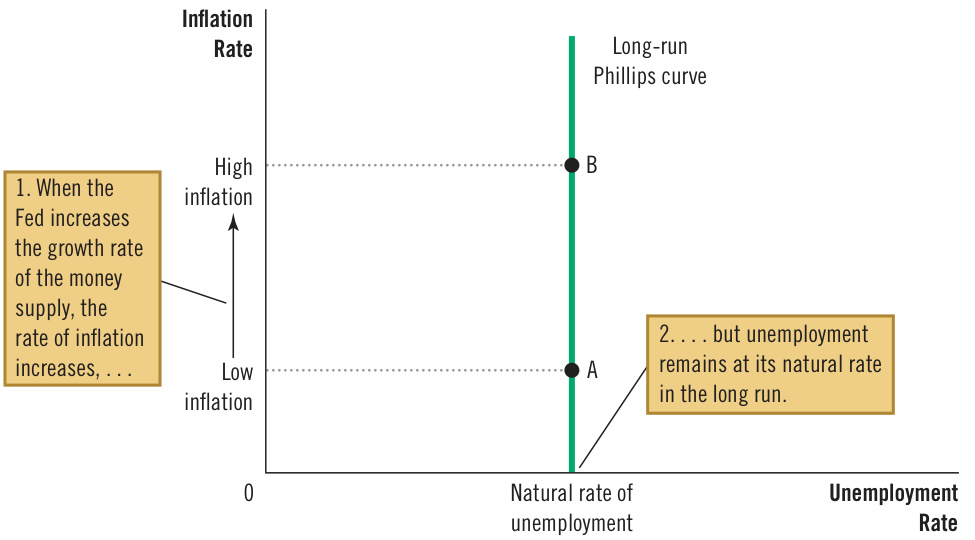 Inflation
Rate
Long-run
Phillips curve
High
inflation
B
1. When the
Fed increases
the growth rate
of the money
supply, the
rate of inflation
increases, . . .
2. . . . but unemployment
remains at its natural rate
in the long run.
Low
inflation
A
0
Natural rate of
unemployment
Unemployment
Rate